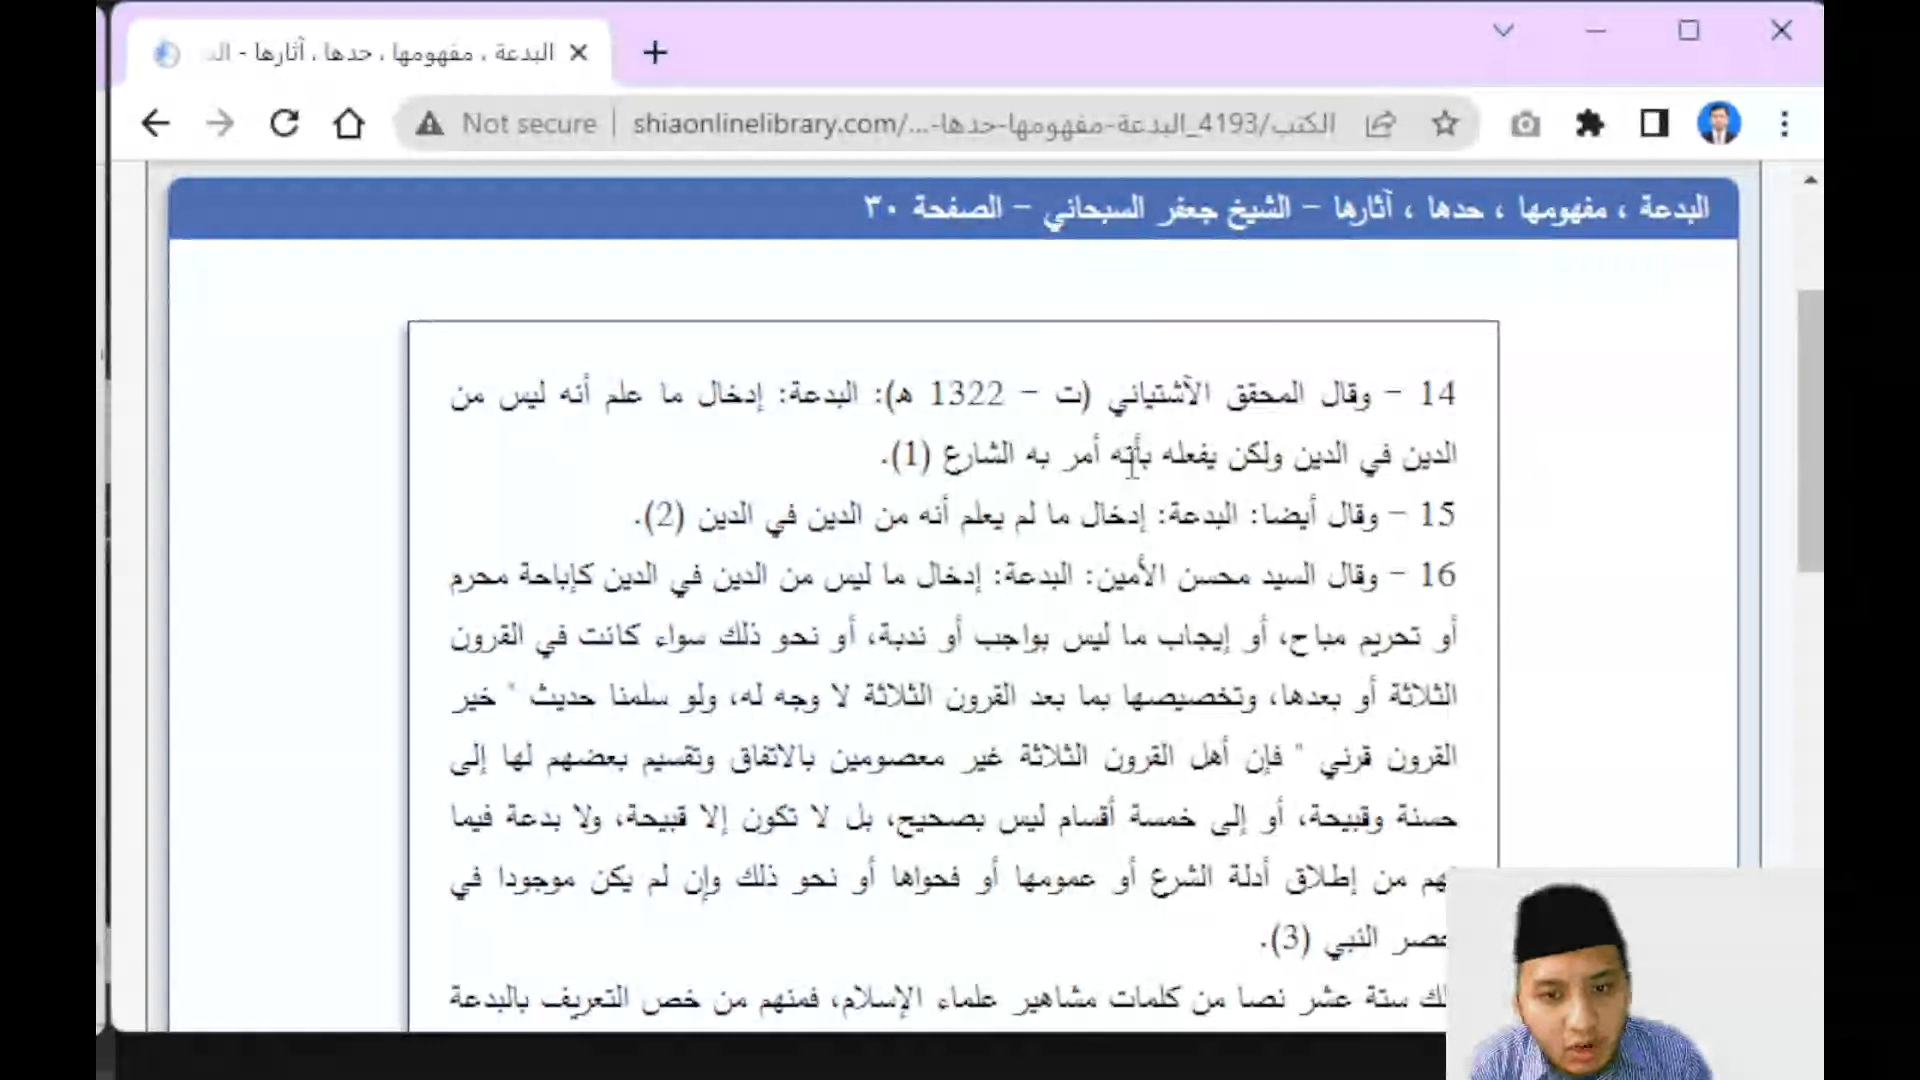 البدعة ، مفهومها ، حدها ، آثارها - الد
Not secure
shiaonlinelibrary.com/...-الكتب/4193_البدعة-مفهومها-حدها
البدعة ، مفهومها ، حدها ، آثارها - الشيخ جعفر السبحاني - الصفحة ٣٠
14 - وقال المحقق الآشتياني (ت - 1322 ه): البدعة: إدخال ما علم أنه ليس من
الدين في الدين ولكن يفعله بأنه أمر به الشارع (1).
15 - وقال أيضا: البدعة: إدخال ما لم يعلم أنه من الدين في الدين (2).
16 - وقال السيد محسن الأمين: البدعة: إدخال ما ليس من الدين في الدين كإباحة محرم
أو تحريم مباح، أو إيجاب ما ليس بواجب أو ندبة، أو نحو ذلك سواء كانت في القرون
الثلاثة أو بعدها، وتخصيصها بما بعد القرون الثلاثة لا وجه له، ولو سلمنا حديث " خير
القرون قرني " فإن أهل القرون الثلاثة غير معصومين بالاتفاق وتقسيم بعضهم لها إلى
حسنة وقبيحة، أو إلى خمسة أقسام ليس بصحيح، بل لا تكون إلا قبيحة، ولا بدعة فيما
من إطلاق أدلة الشرع أو عمومها أو فحواها أو نحو ذلك وإن لم يكن موجودا في
النبي (3).
ستة عشر نصا من كلمات مشاهير علماء الإسلام، فمنهم من خص التعريف بالبدعة